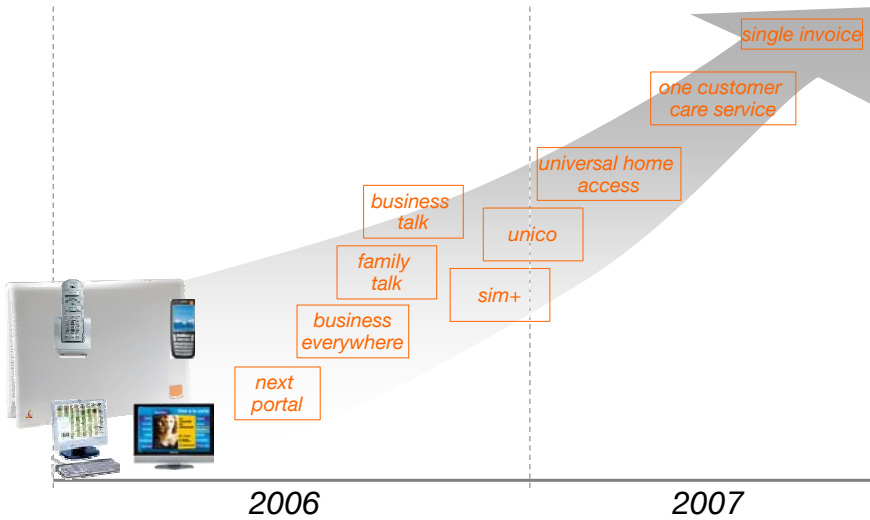 single invoice
one customer
care service
universal home
access
business
talk
unico
family
talk
sim+
business
everywhere
next
portal
2006
2007